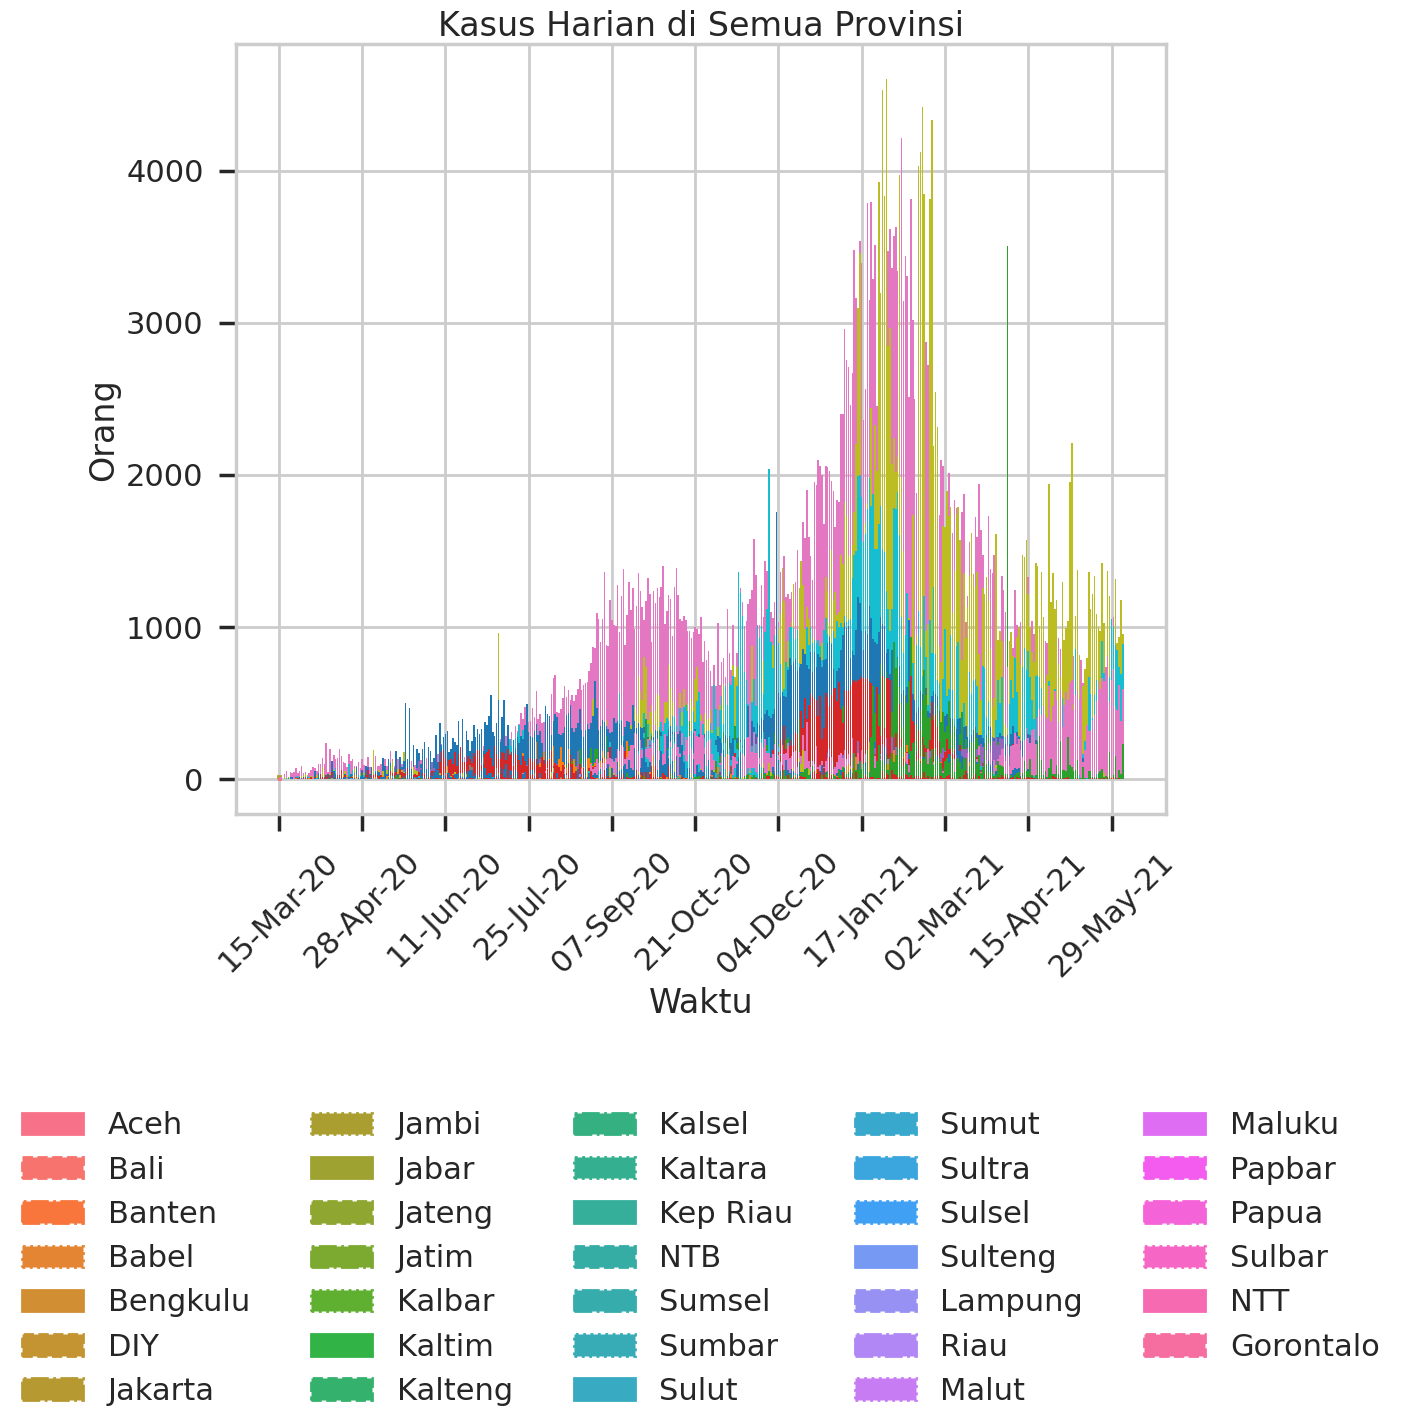 Kasus Harian di Semua Provinsi
4000
3000
2000
1000
0
Orang
15-Mar-20
28-Apr-20
11-Jun-20
25-Jul-20
07-Sep-20
21-Oct-20
04-Dec-20
17-Jan-21
02-Mar-21
15-Apr-21
29-May-21
Waktu
Aceh
Bali
Banten
Babel
Bengkulu
DIY
Jakarta
Jambi
Jabar
Jateng
Jatim
Kalbar
Kaltim
Kalteng
Kalsel
Kaltara
Kep Riau
NTB
Sumsel
Sumbar
Sulut
Sumut
Sultra
Sulsel
Sulteng
Lampung
Riau
Malut
Maluku
Papbar
Papua
Sulbar
NTT
Gorontalo